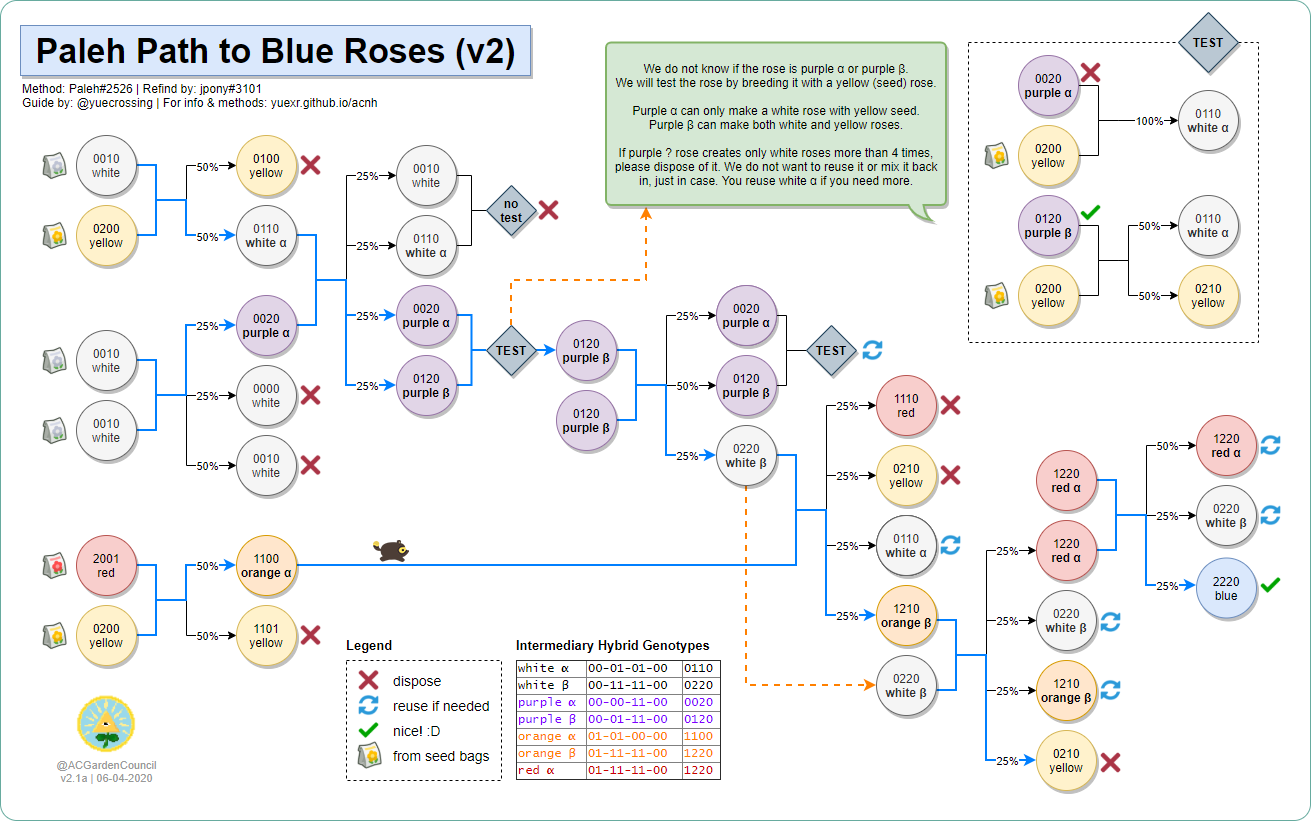 Paleh Path to Blue Roses (v2)
Method: Paleh#2526 | Refind by: jpony#3101
Guide by: @yuecrossing | For info & methods: yuexr.github.io/acnh
We do not know if the rose is purple α or purple β.
We will test the rose by breeding it with a yellow (seed) rose.
Purple α can only make a white rose with yellow seed.
Purple β can make both white and yellow roses.
If purple ? rose creates only white roses more than 4 times,
please dispose of it. We do not want to reuse it or mix it back
in, just in case. You reuse white α if you need more.
TEST
0020
purple α
0200
yellow
100%
0110
white α
0120
purple β
0200
yellow
50%
0110
white α
50%
0210
yellow
0010
white
0200
yellow
50%
0100
yellow
50%
0110
white α
0010
white
0010
white
25%
0020
purple α
25%
0000
white
50%
0010
white
25%
0010
white
25%
0110
white α
no
test
25%
0020
purple α
25%
0120
purple β
TEST
0120
purple β
0120
purple β
25%
0020
purple α
50%
0120
purple β
TEST
25%
0220
white β
2001
red
0200
yellow
50%
1100
orange α
50%
1101
yellow
25%
1110
red
25%
0210
yellow
25%
0110
white α
25%
1210
orange β
0220
white β
1220
red α
25%
1220
red α
25%
0220
white β
25%
1210
orange β
25%
0210
yellow
50%
1220
red α
25%
0220
white β
25%
2220
blue
Legend
dispose
reuse if needed
nice! :D
from seed bags
Intermediary Hybrid Genotypes
white α 00-01-01-00 0110
white β 00-11-11-00 0220
purple α 00-00-11-00 0020
purple β 00-01-11-00 0120
orange α 01-01-00-00 1100
orange β 01-11-11-00 1220
red α 01-11-11-00 1220
@ACGardenCouncil
v2.1a | 06-04-2020